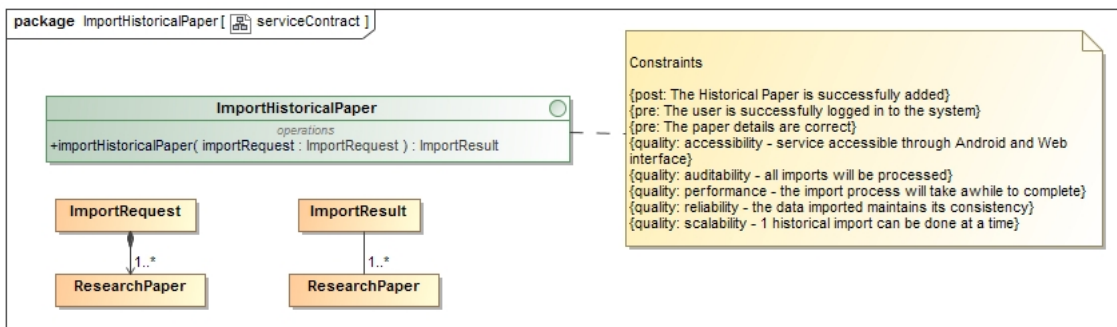 package ImportHistoricalPaper[ serviceContract ]
ImportHistoricalPaper
operations
+importHistoricalPaper( importRequest : ImportRequest ) : ImportResult
Constraints
{post: The Historical Paper is successfully added}
{pre: The user is successfully logged in to the system}
{pre: The paper details are correct}
{quality: accessibility - service accessible through Android and Web
interface}
{quality: auditability - all imports will be processed}
{quality: performance - the import process will take awhile to complete}
{quality: reliability - the data imported maintains its consistency}
{quality: scalability - 1 historical import can be done at a time}
ImportRequest
1..*
ResearchPaper
ImportResult
1..*
ResearchPaper